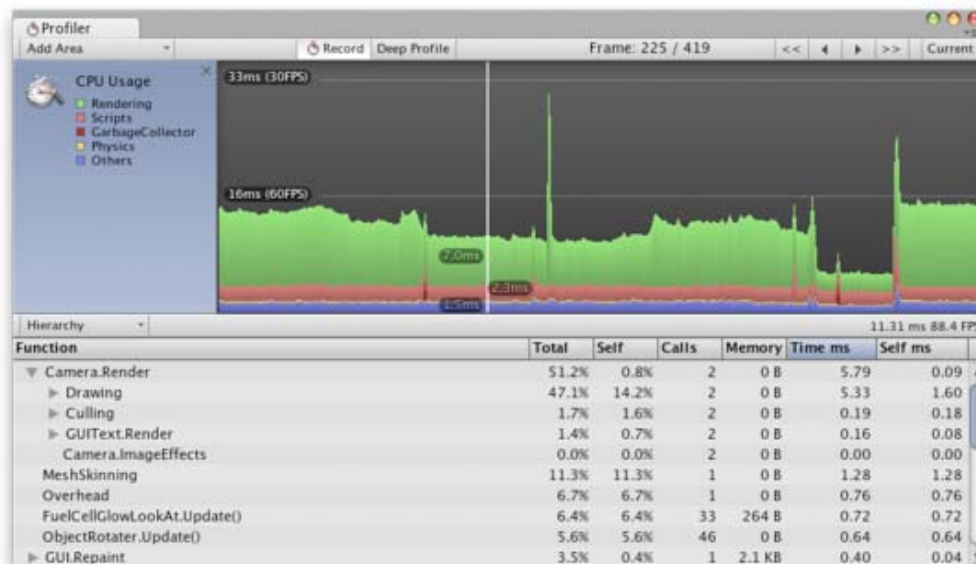 Profiler
Add Area Record Deep Profile Frame: 225 / 419 << >> Current
CPU Usage
Rendering
Scripts
GarbageCollector
Physics
Others
33ms (30FPS)
16ms (60FPS)
7.0ms
2.3ms
1.5ms
Hierarchy 11.31 ms 88.4 FPS
Function Total Self Calls Memory Time ms Self ms
Camera.Render 51.2% 0.8% 2 0 B 5.79 0.09
Drawing 47.1% 14.2% 2 0 B 5.33 1.60
Culling 1.7% 1.6% 2 0 B 0.19 0.18
GUIText.Render 1.4% 0.7% 2 0 B 0.16 0.08
Camera.ImageEffects 0.0% 0.0% 2 0 B 0.00 0.00
MeshSkinning 11.3% 11.3% 1 0 B 1.28 1.28
Overhead 6.7% 6.7% 1 0 B 0.76 0.76
FuelCellGlowLookAt.Update() 6.4% 6.4% 33 264 B 0.72 0.72
ObjectRotater.Update() 5.6% 5.6% 46 0 B 0.64 0.64
GUI.Repaint 3.5% 0.4% 1 2.1 KB 0.40 0.04